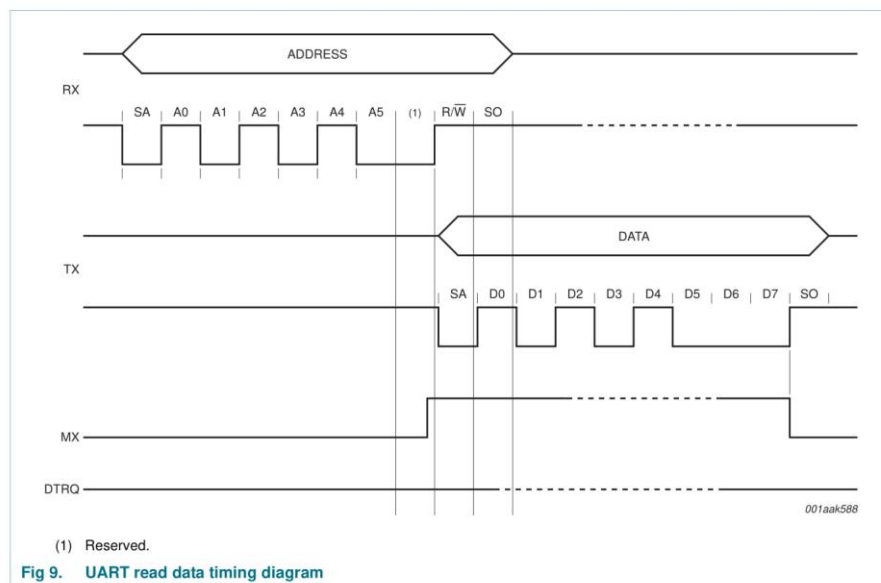 ADDRESS
RX
SA A0 A1 A2 A3 A4 A5 (1) R/W̅ SO
DATA
TX
SA D0 D1 D2 D3 D4 D5 D6 D7 SO
MX
DTRQ
001aak588
(1) Reserved.
Fig 9. UART read data timing diagram